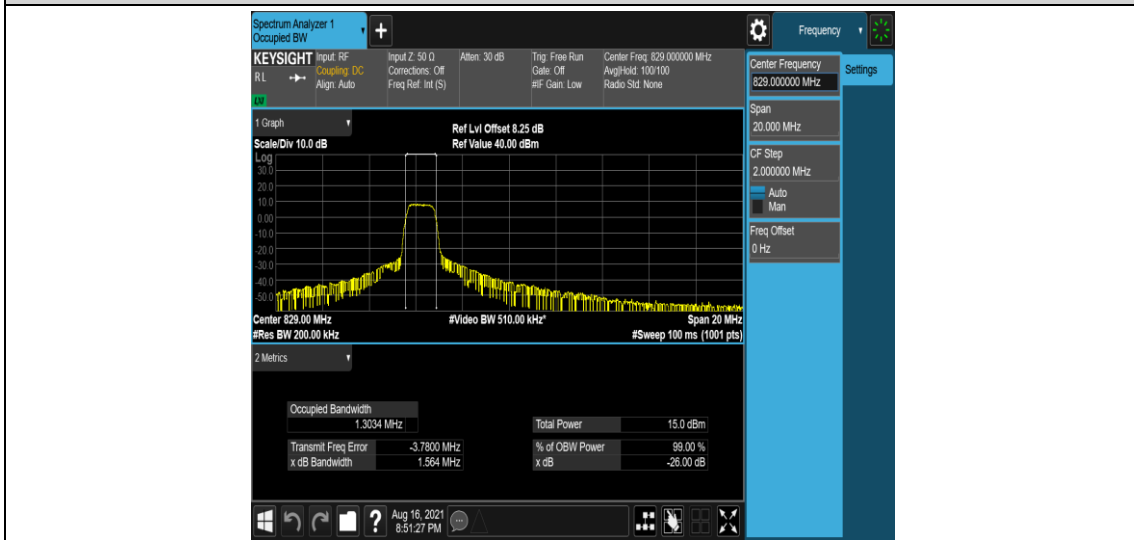 Spectrum Analyzer 1
Occupied BW
+
Frequency
KEYSIGHT
RL
LXI
Input: RF
Coupling: DC
Align: Auto
Input Z: 50 Ω
Corrections: Off
Freq Ref: Int (S)
Atten: 30 dB
Trig: Free Run
Gate: Off
#IF Gain: Low
Center Freq: 829.000000 MHz
Avg|Hold: 100/100
Radio Std: None
Center Frequency
829.000000 MHz
Settings
Span
20.000 MHz
CF Step
2.000000 MHz
Auto
Man
Freq Offset
0 Hz
1 Graph
Ref Lvl Offset 8.25 dB
Scale/Div 10.0 dB
Ref Value 40.00 dBm
Log
30.0
20.0
10.0
0.00
-10.0
-20.0
-30.0
-40.0
-50.0
Center 829.00 MHz
#Video BW 510.00 kHz*
Span 20 MHz
#Res BW 200.00 kHz
#Sweep 100 ms (1001 pts)
2 Metrics
Occupied Bandwidth
1.3034 MHz
Total Power 15.0 dBm
Transmit Freq Error -3.7800 MHz
% of OBW Power 99.00 %
x dB Bandwidth 1.564 MHz
x dB -26.00 dB
?
Aug 16, 2021
8:51:27 PM